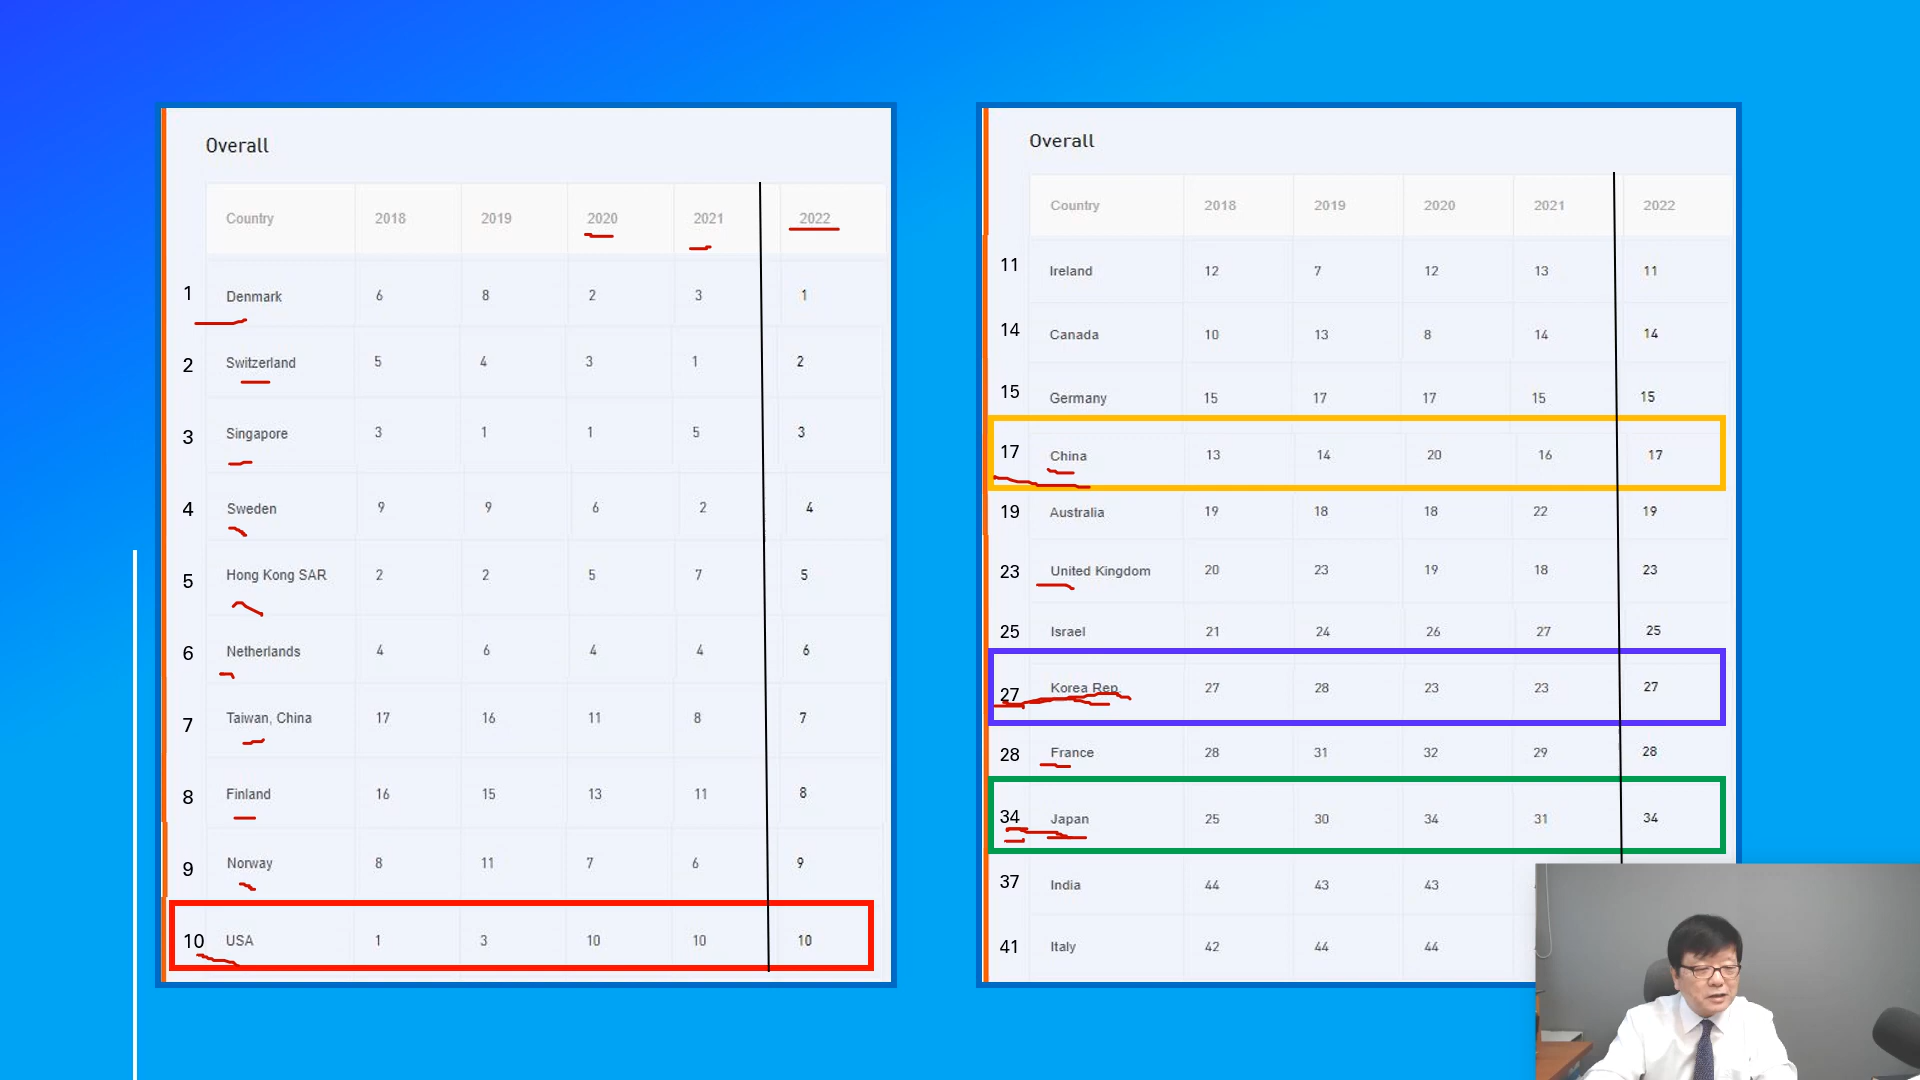 Overall
Country 2018 2019 2020 2021 2022
1 Denmark 6 8 2 3 1
2 Switzerland 5 4 3 1 2
3 Singapore 3 1 1 5 3
4 Sweden 9 9 6 2 4
5 Hong Kong SAR 2 2 5 7 5
6 Netherlands 4 6 4 4 6
7 Taiwan, China 17 16 11 8 7
8 Finland 16 15 13 11 8
9 Norway 8 11 7 6 9
10 USA 1 3 10 10 10
Overall
Country 2018 2019 2020 2021 2022
11 Ireland 12 7 12 13 11
14 Canada 10 13 8 14 14
15 Germany 15 17 17 15 15
17 China 13 14 20 16 17
19 Australia 19 18 18 22 19
23 United Kingdom 20 23 19 18 23
25 Israel 21 24 26 27 25
27 Korea Rep. 27 28 23 23 27
28 France 28 31 32 29 28
34 Japan 25 30 34 31 34
37 India 44 43 43
41 Italy 42 44 44